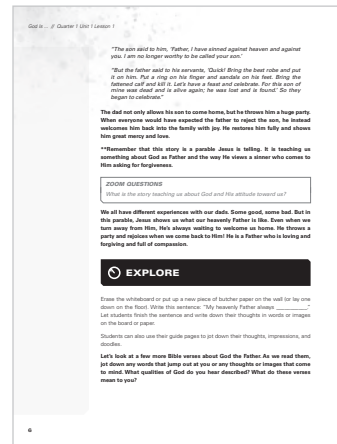 God Is ... // Quarter 1 Unit 1 Lesson 1
"The son said to him, 'Father, I have sinned against heaven and against
you. I am no longer worthy to be called your son.'
"But the father said to his servants, 'Quick! Bring the best robe and put
it on him. Put a ring on his finger and sandals on his feet. Bring the
fattened calf and kill it. Let's have a feast and celebrate. For this son of
mine was dead and is alive again; he was lost and is found.' So they
began to celebrate."
The dad not only allows his son to come home, but he throws him a huge party.
When everyone would have expected the father to reject the son, he instead
welcomes him back into the family with joy. He restores him fully and shows
him great mercy and love.
**Remember that this story is a parable Jesus is telling. It is teaching us
something about God as Father and the way He views a sinner who comes to
Him asking for forgiveness.
ZOOM QUESTIONS
What is the story teaching us about God and His attitude toward us?
We all have different experiences with our dads. Some good, some bad. But in
this parable, Jesus shows us what our heavenly Father is like. Even when we
turn away from Him, He's always waiting to welcome us home. He throws a
party and rejoices when we come back to Him! He is a Father who is loving and
forgiving and full of compassion.
EXPLORE
Erase the whiteboard or put up a new piece of butcher paper on the wall (or lay one
down on the floor). Write this sentence: "My heavenly Father always __________."
Let students finish the sentence and write down their thoughts in words or images
on the board or paper.
Students can also use their guide pages to jot down their thoughts, impressions, and
doodles.
Let's look at a few more Bible verses about God the Father. As we read them,
jot down any words that jump out at you or any thoughts or images that come
to mind. What qualities of God do you hear described? What do these verses
mean to you?
6